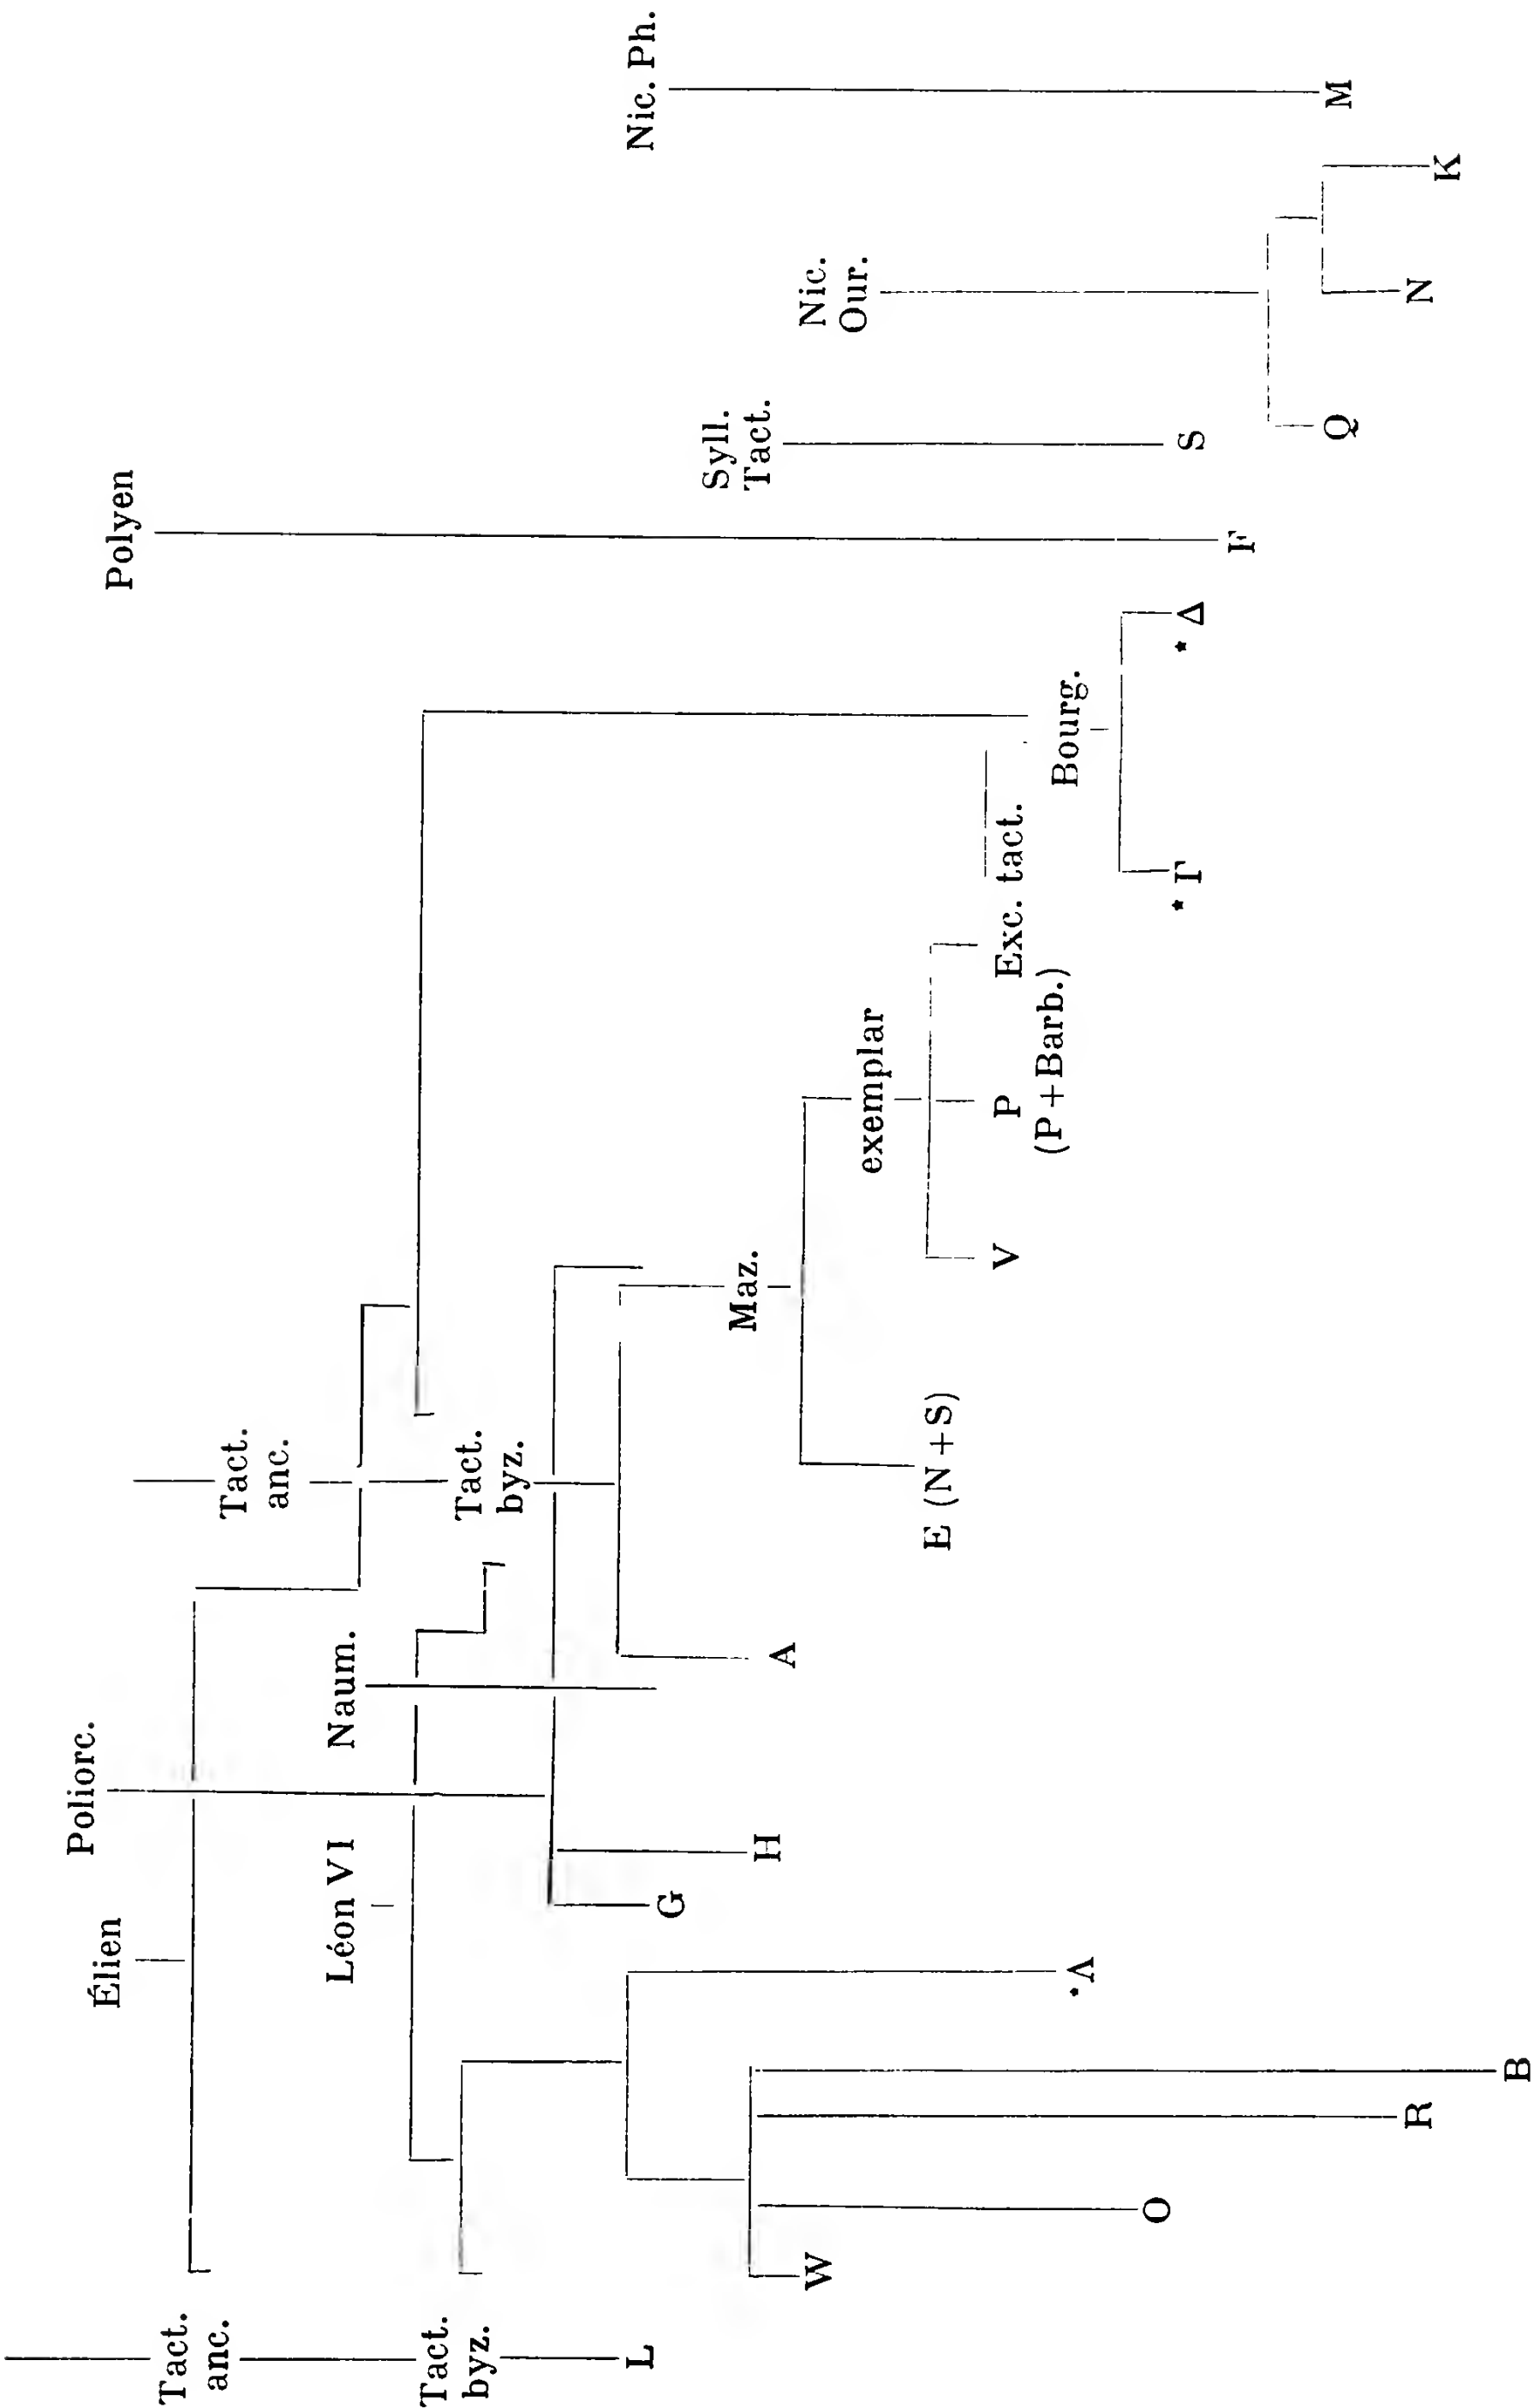 Élien
Poliorc.
Polyen
Tact.
anc.
Tact.
anc.
Léon VI
Naum.
Tact.
byz.
Tact.
byz.
L
G
Nic. Ph.
H
A
Maz.
Syll.
Tact.
W
Nic.
Our.
exemplar
E (N+S)
V
P
(P+Barb.)
Exc. tact.
*Λ
Bourg.
O
*Γ
*Δ
S
F
Q
M
R
N
K
B